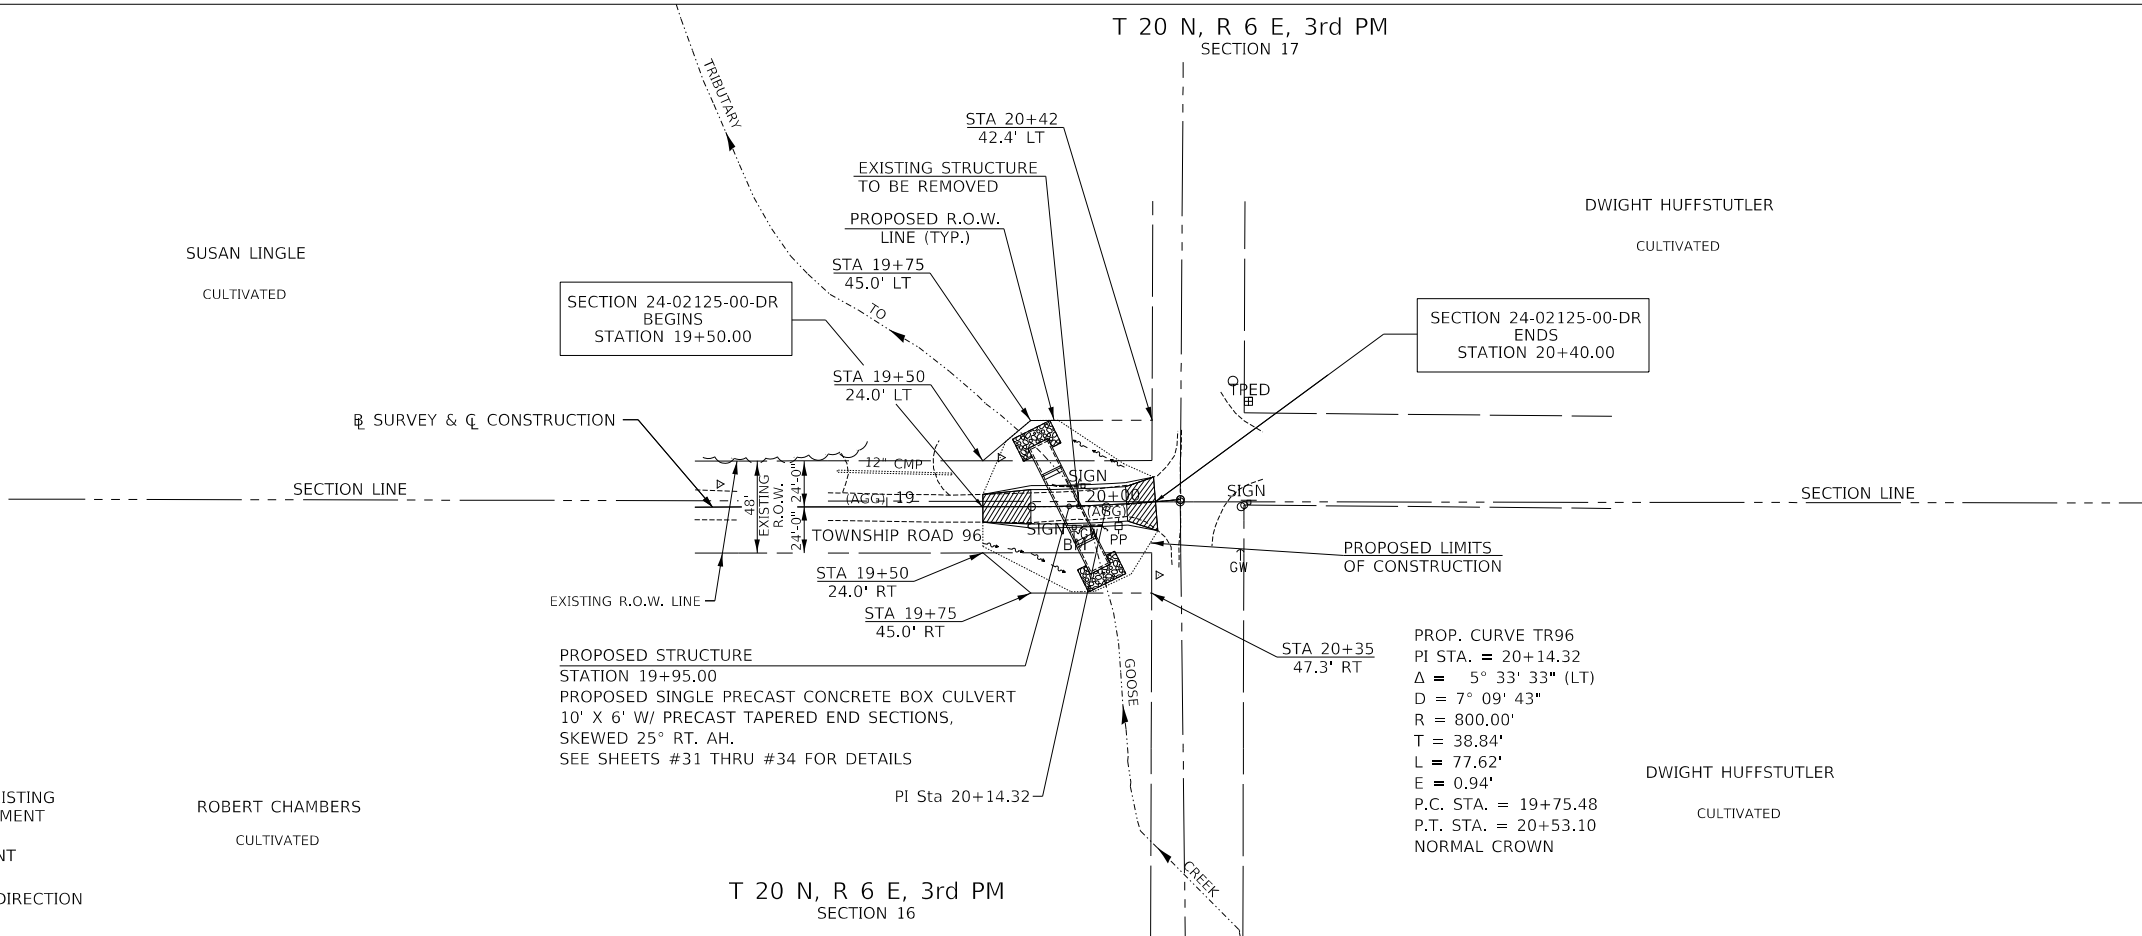 T 20 N, R 6 E, 3rd PM
SECTION 17
TRIBUTARY
STA 20+42
42.4' LT
EXISTING STRUCTURE
TO BE REMOVED
PROPOSED R.O.W.
LINE (TYP.)
DWIGHT HUFFSTUTLER
CULTIVATED
SUSAN LINGLE
CULTIVATED
STA 19+75
45.0' LT
SECTION 24-02125-00-DR
BEGINS
STATION 19+50.00
TO
SECTION 24-02125-00-DR
ENDS
STATION 20+40.00
STA 19+50
24.0' LT
TPED
B̵L SURVEY & CL CONSTRUCTION
12" CMP
SECTION LINE
(AGG)
19
SIGN
20+00
(AGG)
SIGN
SECTION LINE
48'
EXISTING
R.O.W.
24'-0"
24'-0"
TOWNSHIP ROAD 96
SIGN
BM
PP
GW
PROPOSED LIMITS
OF CONSTRUCTION
STA 19+50
24.0' RT
EXISTING R.O.W. LINE
STA 19+75
45.0' RT
STA 20+35
47.3' RT
PROPOSED STRUCTURE
STATION 19+95.00
PROPOSED SINGLE PRECAST CONCRETE BOX CULVERT
10' X 6' W/ PRECAST TAPERED END SECTIONS,
SKEWED 25° RT. AH.
SEE SHEETS #31 THRU #34 FOR DETAILS
GOOSE
PI Sta 20+14.32
PROP. CURVE TR96
PI STA. = 20+14.32
Δ = 5° 33' 33" (LT)
D = 7° 09' 43"
R = 800.00'
T = 38.84'
L = 77.62'
E = 0.94'
P.C. STA. = 19+75.48
P.T. STA. = 20+53.10
NORMAL CROWN
DWIGHT HUFFSTUTLER
CULTIVATED
ISTING
MENT
NT
DIRECTION
ROBERT CHAMBERS
CULTIVATED
CREEK
T 20 N, R 6 E, 3rd PM
SECTION 16